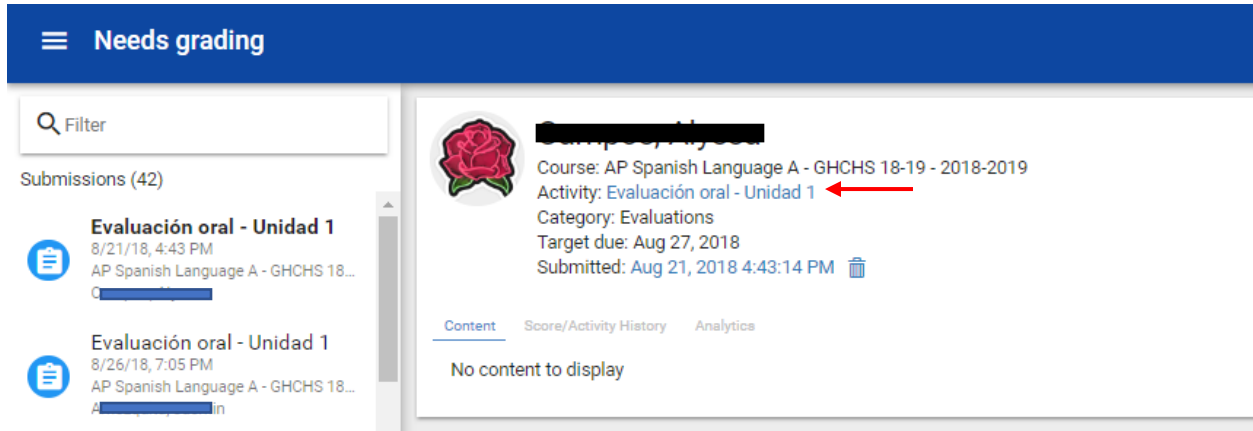 Needs grading
Filter
Submissions (42)
Evaluación oral - Unidad 1
8/21/18, 4:43 PM
AP Spanish Language A - GHCHS 18...
Evaluación oral - Unidad 1
8/26/18, 7:05 PM
AP Spanish Language A - GHCHS 18...
Course: AP Spanish Language A - GHCHS 18-19 - 2018-2019
Activity: Evaluación oral - Unidad 1
Category: Evaluations
Target due: Aug 27, 2018
Submitted: Aug 21, 2018 4:43:14 PM
Content Score/Activity History Analytics
No content to display